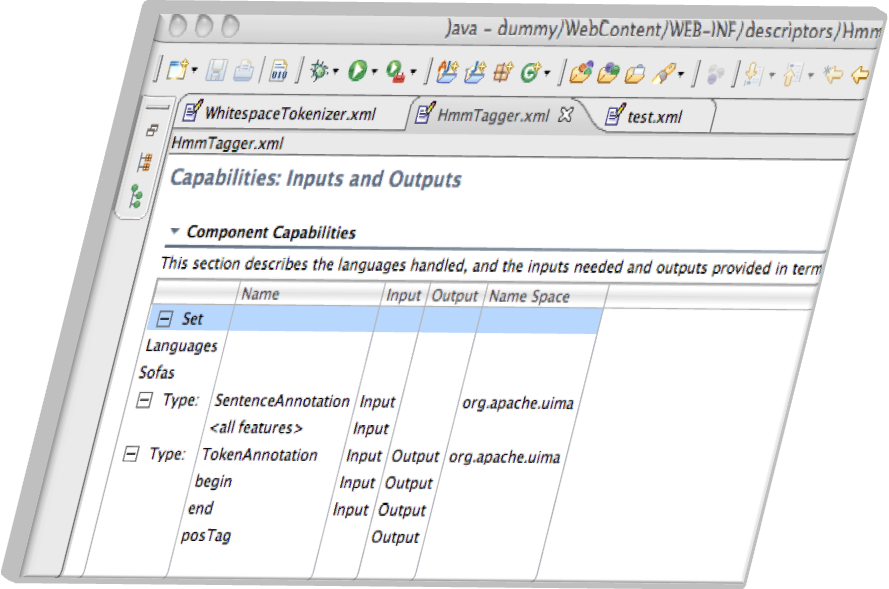 Java - dummy/WebContent/WEB-INF/descriptors/Hmm
010
WhitespaceTokenizer.xml HmmTagger.xml test.xml
HmmTagger.xml
Capabilities: Inputs and Outputs
Component Capabilities
This section describes the languages handled, and the inputs needed and outputs provided in term
Name Input Output Name Space
Set
Languages
Sofas
Type: SentenceAnnotation Input org.apache.uima
<all features> Input
Type: TokenAnnotation Input Output org.apache.uima
begin Input Output
end Input Output
posTag Output